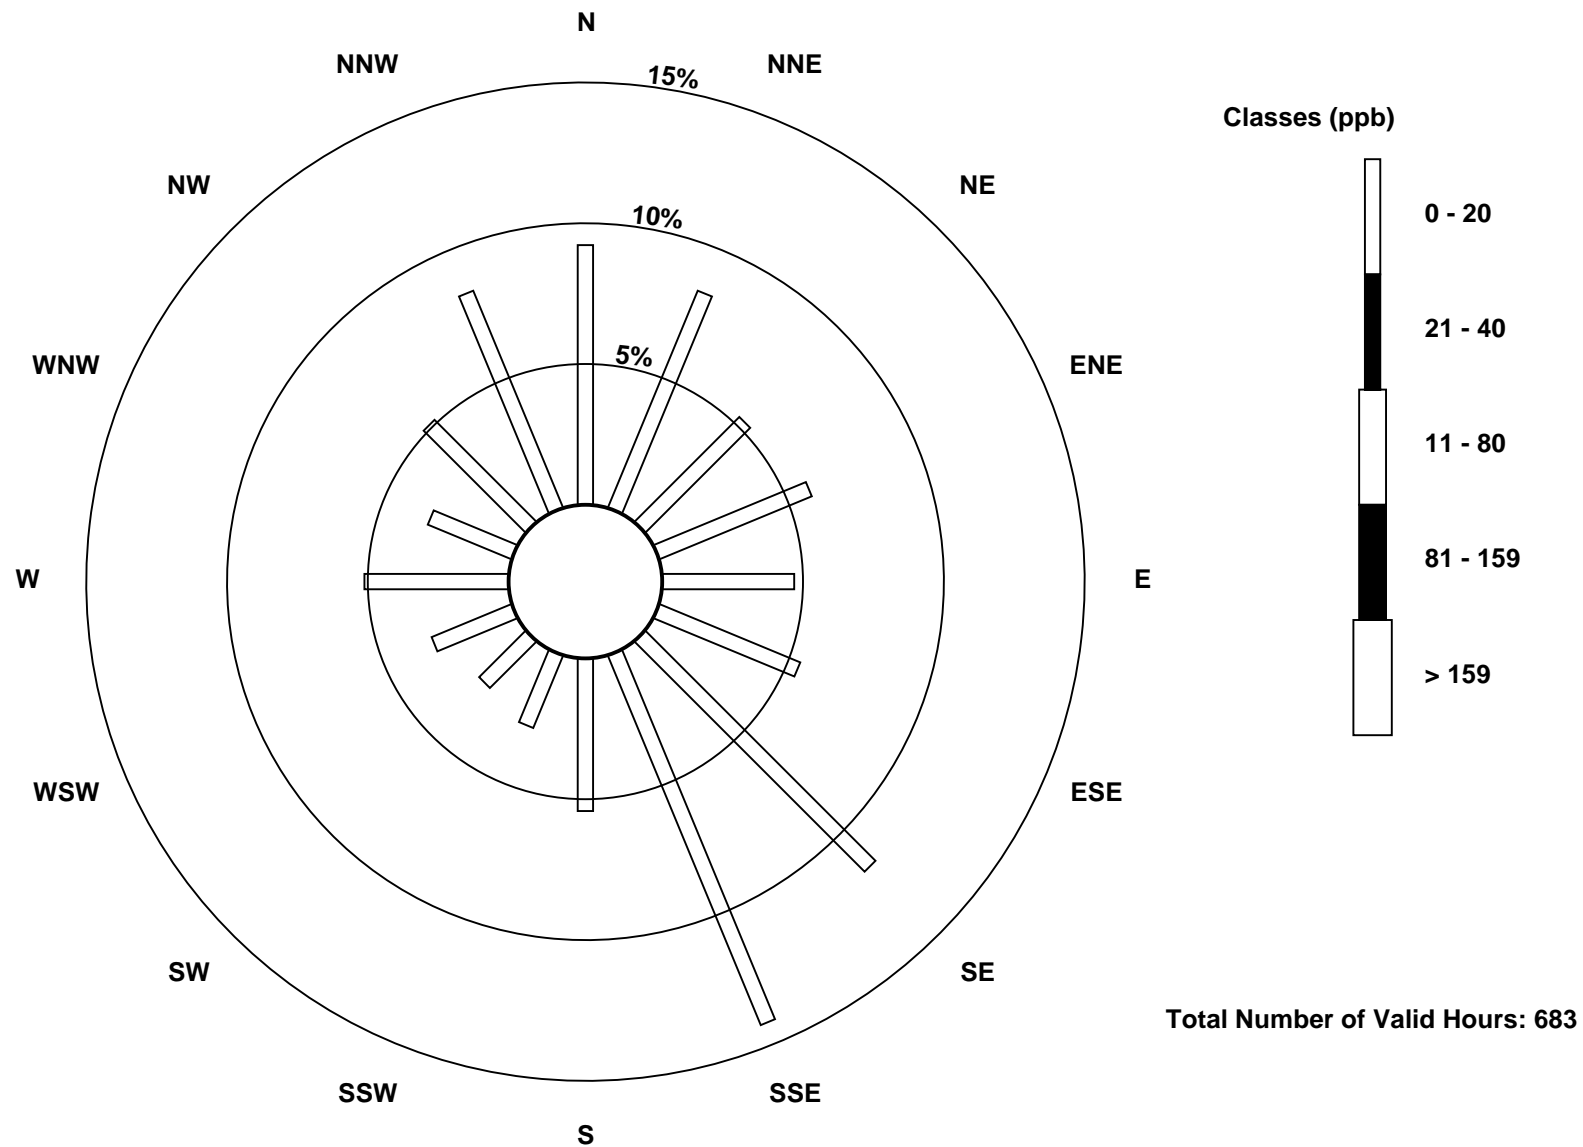 N
NNW
NNE
15%
Classes (ppb)
NW
NE
0 - 20
10%
21 - 40
5%
WNW
ENE
11 - 80
81 - 159
W
E
> 159
WSW
ESE
SW
SE
Total Number of Valid Hours: 683
SSW
SSE
S